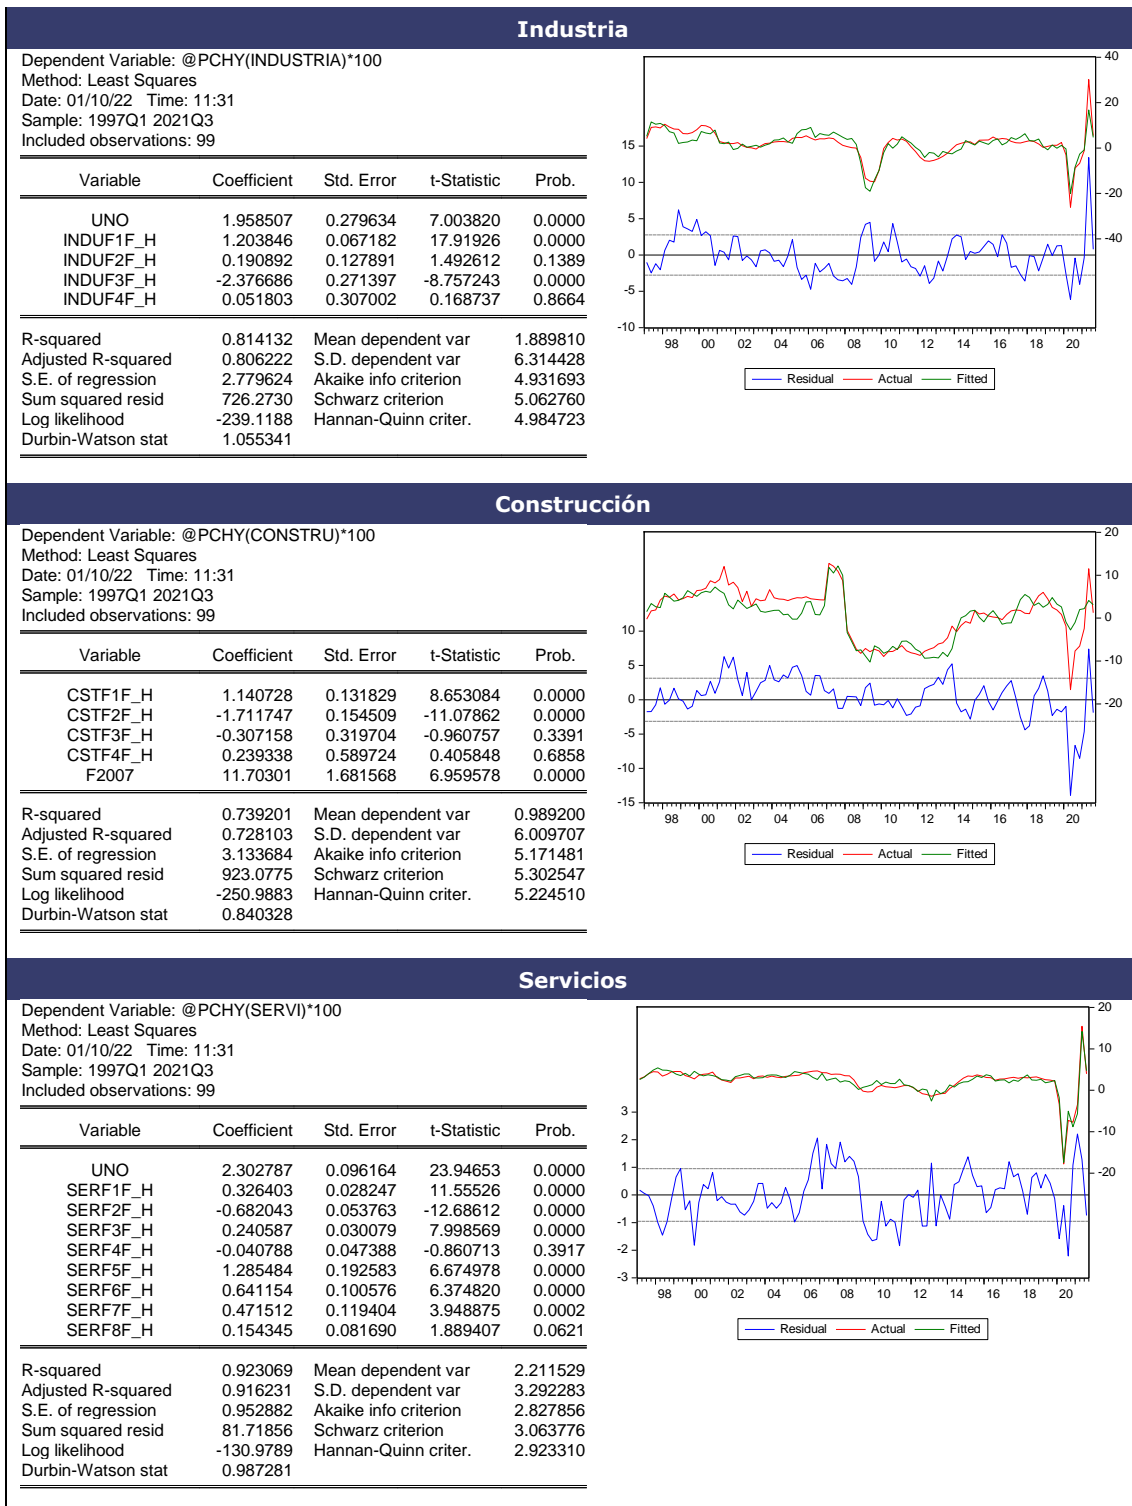 Industria
Dependent Variable: @PCHY(INDUSTRIA)*100
Method: Least Squares
Date: 01/10/22 Time: 11:31
Sample: 1997Q1 2021Q3
Included observations: 99
Variable Coefficient Std. Error t-Statistic Prob.
UNO 1.958507 0.279634 7.003820 0.0000
INDUF1F_H 1.203846 0.067182 17.91926 0.0000
INDUF2F_H 0.190892 0.127891 1.492612 0.1389
INDUF3F_H -2.376686 0.271397 -8.757243 0.0000
INDUF4F_H 0.051803 0.307002 0.168737 0.8664
R-squared 0.814132 Mean dependent var 1.889810
Adjusted R-squared 0.806222 S.D. dependent var 6.314428
S.E. of regression 2.779624 Akaike info criterion 4.931693
Sum squared resid 726.2730 Schwarz criterion 5.062760
Log likelihood -239.1188 Hannan-Quinn criter. 4.984723
Durbin-Watson stat 1.055341
40
20
0
-20
-40
15
10
5
0
-5
-10
98 00 02 04 06 08 10 12 14 16 18 20
Residual Actual Fitted
Construcción
Dependent Variable: @PCHY(CONSTRU)*100
Method: Least Squares
Date: 01/10/22 Time: 11:31
Sample: 1997Q1 2021Q3
Included observations: 99
Variable Coefficient Std. Error t-Statistic Prob.
CSTF1F_H 1.140728 0.131829 8.653084 0.0000
CSTF2F_H -1.711747 0.154509 -11.07862 0.0000
CSTF3F_H -0.307158 0.319704 -0.960757 0.3391
CSTF4F_H 0.239338 0.589724 0.405848 0.6858
F2007 11.70301 1.681568 6.959578 0.0000
R-squared 0.739201 Mean dependent var 0.989200
Adjusted R-squared 0.728103 S.D. dependent var 6.009707
S.E. of regression 3.133684 Akaike info criterion 5.171481
Sum squared resid 923.0775 Schwarz criterion 5.302547
Log likelihood -250.9883 Hannan-Quinn criter. 5.224510
Durbin-Watson stat 0.840328
20
10
0
-10
-20
10
5
0
-5
-10
-15
98 00 02 04 06 08 10 12 14 16 18 20
Residual Actual Fitted
Servicios
Dependent Variable: @PCHY(SERVI)*100
Method: Least Squares
Date: 01/10/22 Time: 11:31
Sample: 1997Q1 2021Q3
Included observations: 99
Variable Coefficient Std. Error t-Statistic Prob.
UNO 2.302787 0.096164 23.94653 0.0000
SERF1F_H 0.326403 0.028247 11.55526 0.0000
SERF2F_H -0.682043 0.053763 -12.68612 0.0000
SERF3F_H 0.240587 0.030079 7.998569 0.0000
SERF4F_H -0.040788 0.047388 -0.860713 0.3917
SERF5F_H 1.285484 0.192583 6.674978 0.0000
SERF6F_H 0.641154 0.100576 6.374820 0.0000
SERF7F_H 0.471512 0.119404 3.948875 0.0002
SERF8F_H 0.154345 0.081690 1.889407 0.0621
R-squared 0.923069 Mean dependent var 2.211529
Adjusted R-squared 0.916231 S.D. dependent var 3.292283
S.E. of regression 0.952882 Akaike info criterion 2.827856
Sum squared resid 81.71856 Schwarz criterion 3.063776
Log likelihood -130.9789 Hannan-Quinn criter. 2.923310
Durbin-Watson stat 0.987281
20
10
0
-10
-20
3
2
1
0
-1
-2
-3
98 00 02 04 06 08 10 12 14 16 18 20
Residual Actual Fitted